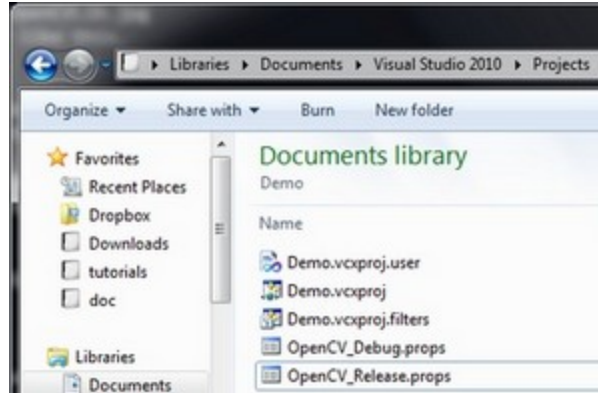 Libraries Documents Visual Studio 2010 Projects
Organize Share with Burn New folder
Favorites
Recent Places
Dropbox
Downloads
tutorials
doc
Libraries
Documents
Documents library
Demo
Name
Demo.vcxproj.user
Demo.vcxproj
Demo.vcxproj.filters
OpenCV_Debug.props
OpenCV_Release.props